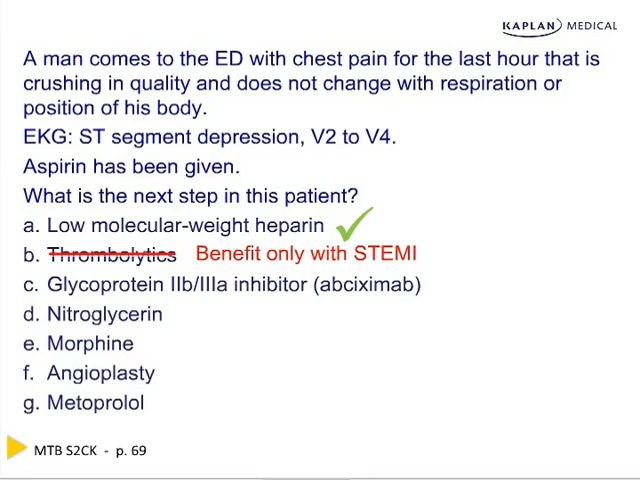 KAPLAN MEDICAL
A man comes to the ED with chest pain for the last hour that is
crushing in quality and does not change with respiration or
position of his body.
EKG: ST segment depression, V2 to V4.
Aspirin has been given.
What is the next step in this patient?
a. Low molecular-weight heparin
b. Thrombolytics Benefit only with STEMI
c. Glycoprotein IIb/IIIa inhibitor (abciximab)
d. Nitroglycerin
e. Morphine
f. Angioplasty
g. Metoprolol
MTB S2CK - p. 69